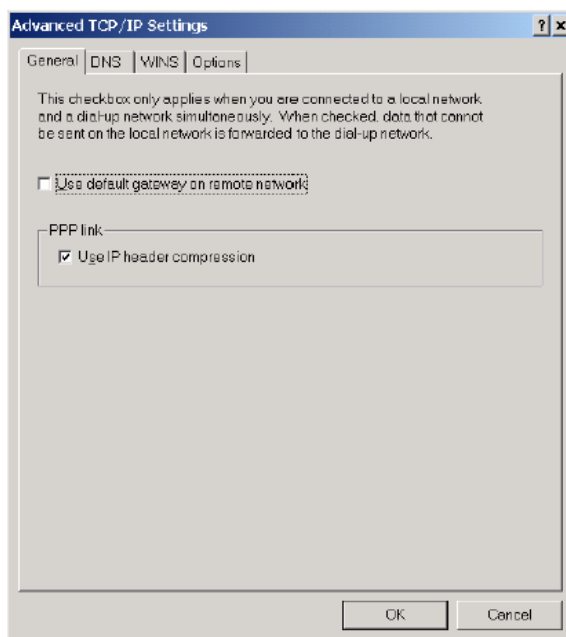 Advanced TCP/IP Settings
General DNS WINS Options
This checkbox only applies when you are connected to a local network
and a dial-up network simultaneously. When checked, data that cannot
be sent on the local network is forwarded to the dial-up network.
Use default gateway on remote network
PPP link
Use IP header compression
OK Cancel